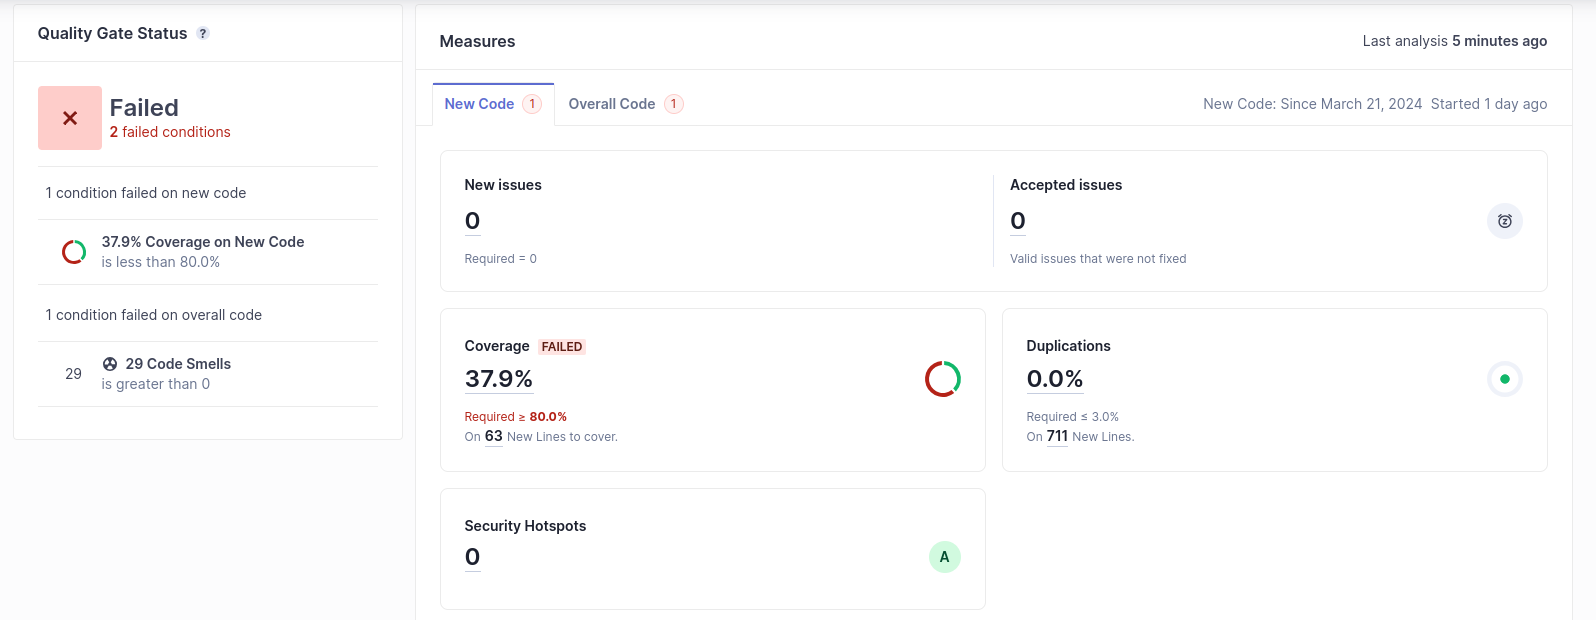 Quality Gate Status ?
Failed
2 failed conditions
1 condition failed on new code
37.9% Coverage on New Code
is less than 80.0%
1 condition failed on overall code
29
29 Code Smells
is greater than 0
Measures
Last analysis 5 minutes ago
New Code 1
Overall Code 1
New Code: Since March 21, 2024 Started 1 day ago
New issues
0
Required = 0
Accepted issues
0
Valid issues that were not fixed
Coverage FAILED
37.9%
Required ≥ 80.0%
On 63 New Lines to cover.
Duplications
0.0%
Required ≤ 3.0%
On 711 New Lines.
Security Hotspots
0
A